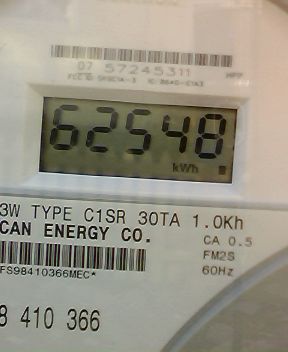 07 57245311
62548
kWh
3W TYPE C1SR 30TA 1.0Kh
CAN ENERGY CO.
CA 0.5
FM2S
60Hz
FS98410366MEC*
8 410 366